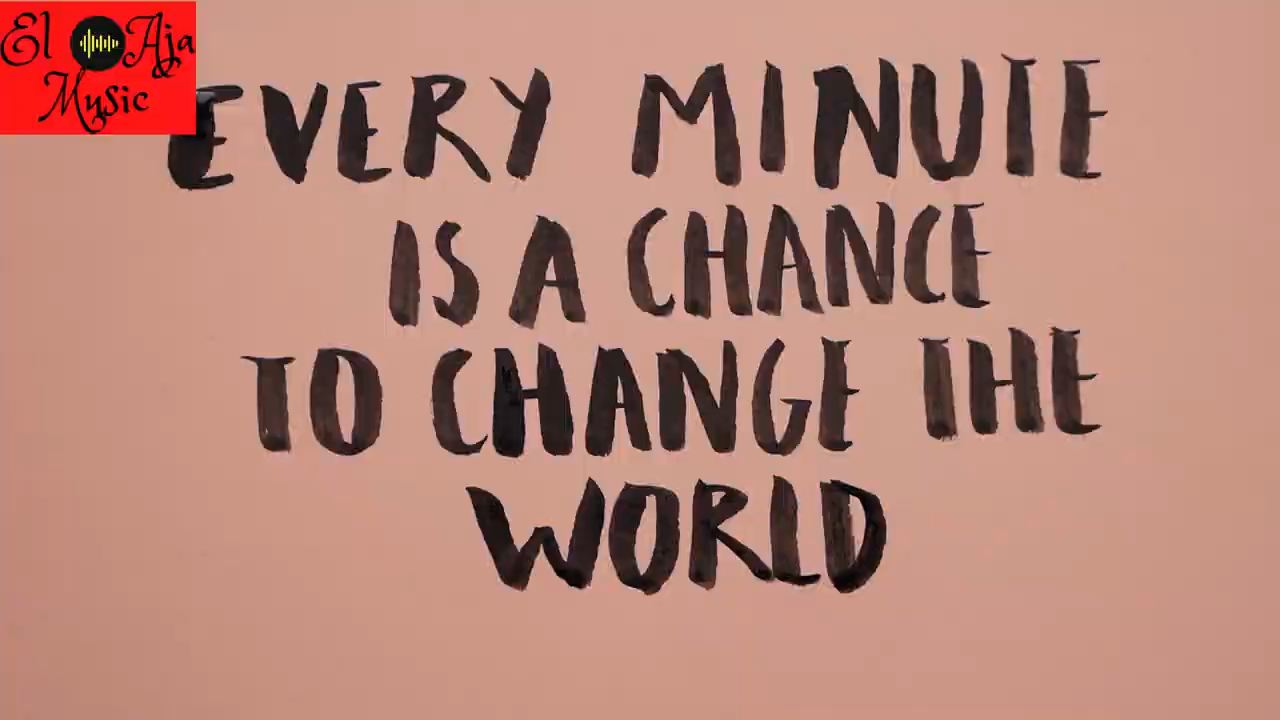 El Aja
Music
EVERY MINUTE
IS A CHANCE
TO CHANGE THE
WORLD